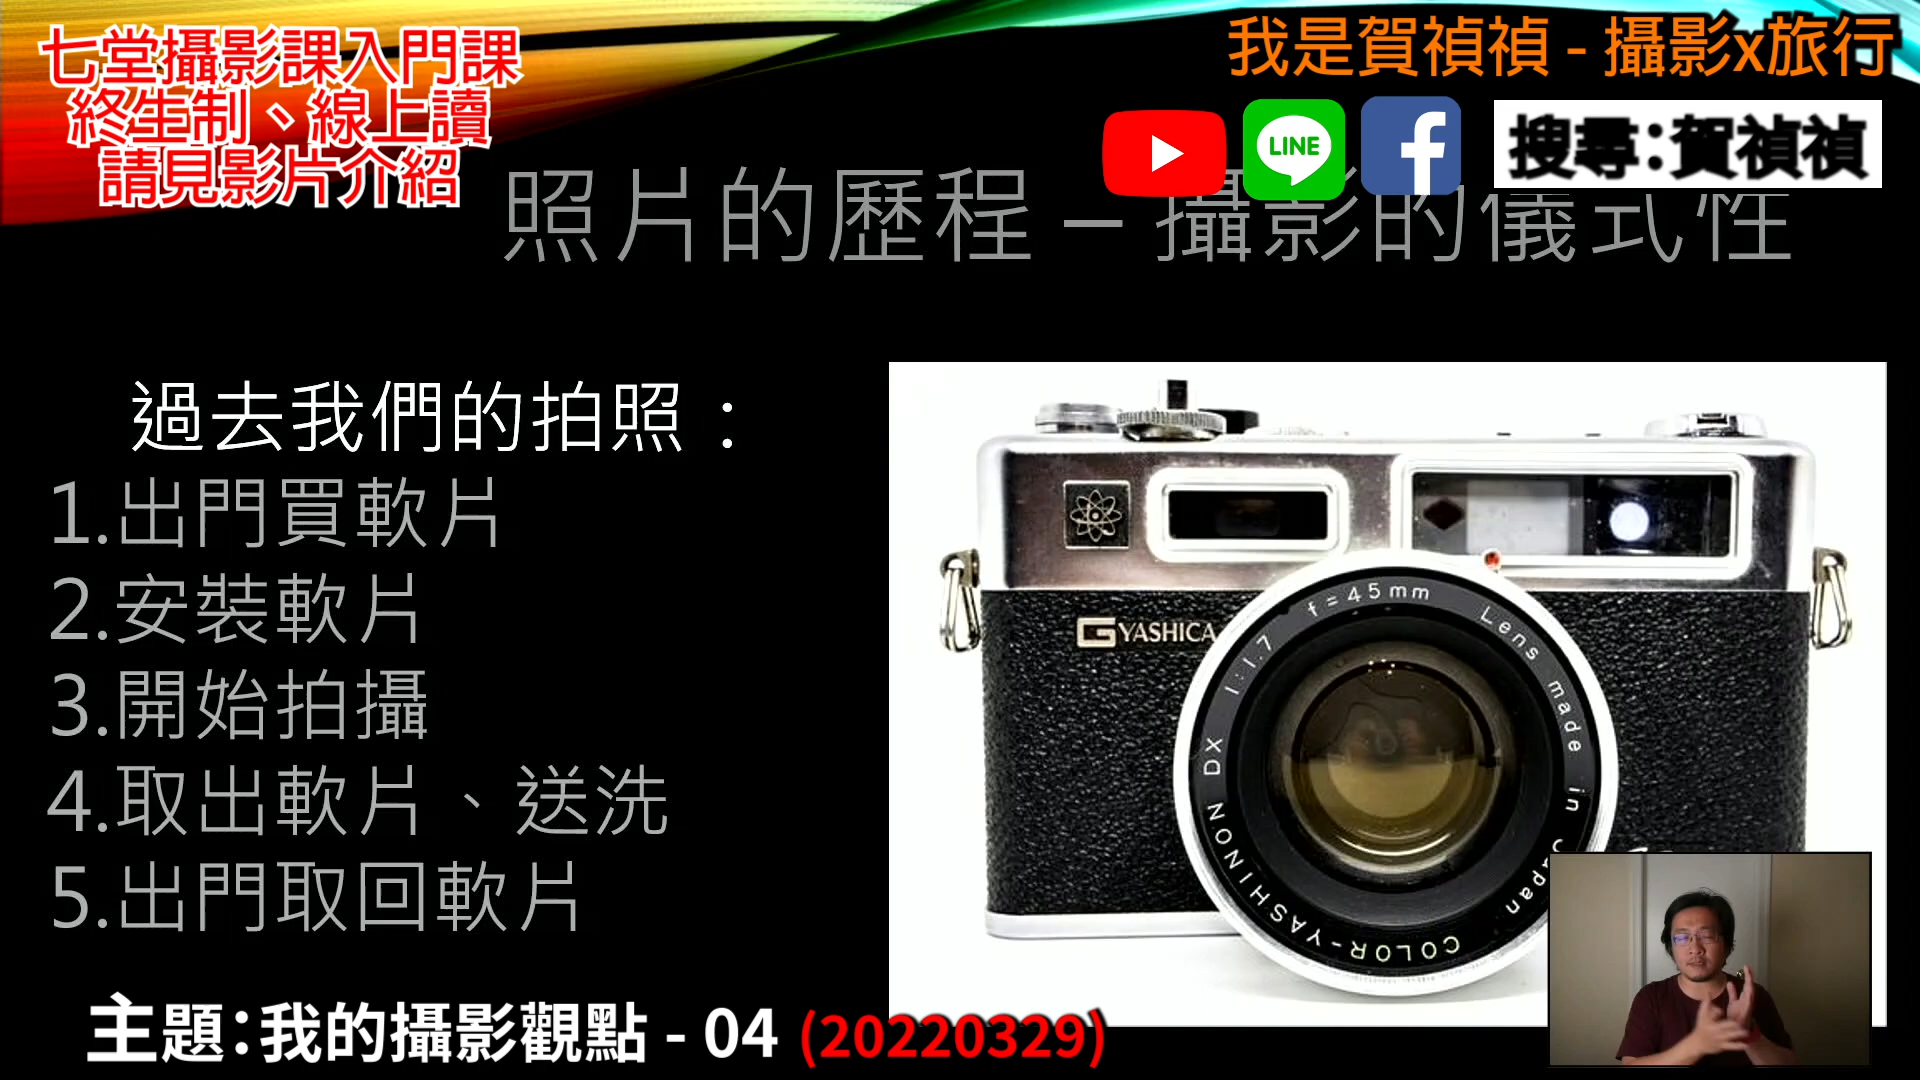 七堂攝影課入門課
終生制、線上讀
請見影片介紹
我是賀禎禎 - 攝影x旅行
LINE
搜尋:賀禎禎
照片的歷程 – 攝影的儀式性
過去我們的拍照：
1.出門買軟片
2.安裝軟片
3.開始拍攝
4.取出軟片、送洗
5.出門取回軟片
YASHICA
COLOR-YASHINON DX 1:1.7 f=45mm Lens made in Japan
主題:我的攝影觀點 - 04 (20220329)